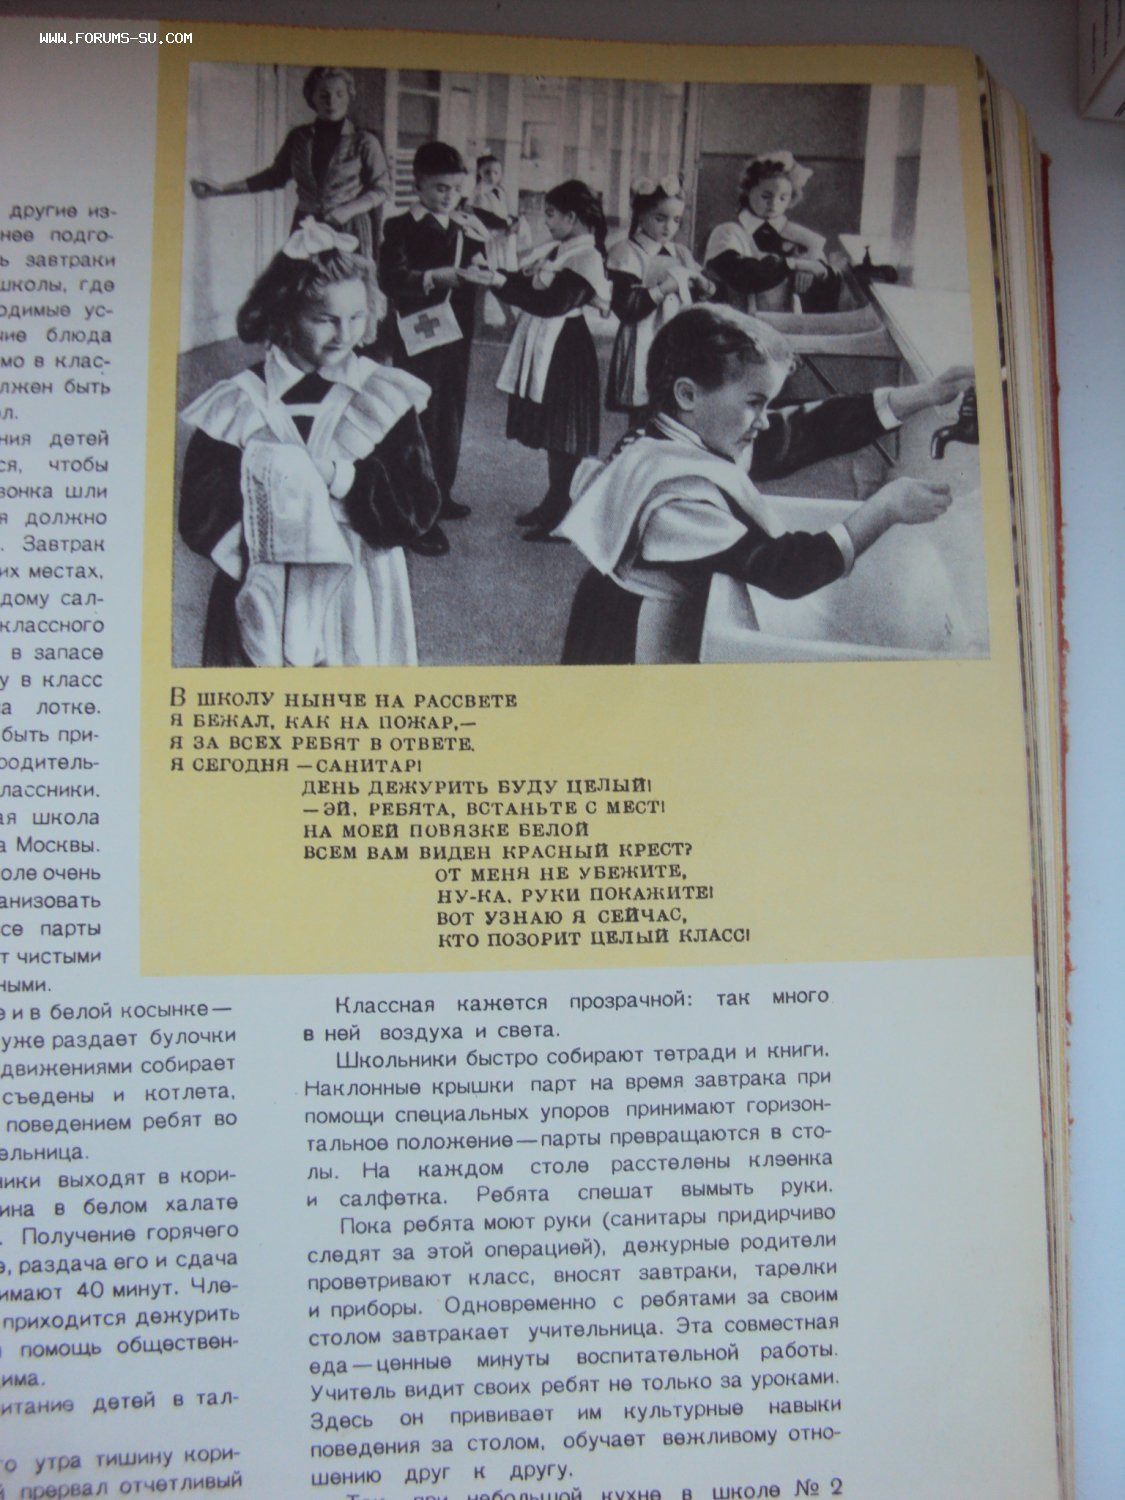 WWW.FORUMS-SU.COM
другие из-
нее подго-
завтраки
школы, где
одимые ус-
чие блюда
мо в клас-
лжен быть
ния детей
ся, чтобы
вонка шли
я должно
. Завтрак
их местах,
дому сал-
классного
в запасе
у в класс
а лотке.
быть при-
родитель-
лассники.
ая школа
а Москвы.
оле очень
анизовать
се парты
т чистыми
ными.
е и в белой косынке—
уже раздает булочки
движениями собирает
съедены и котлета,
поведением ребят во
ельница.
ники выходят в кори-
ина в белом халате
. Получение горячего
е, раздача его и сдача
имают 40 минут. Чле-
приходится дежурить
помощь обществен-
има.
итание детей в тал-
го утра тишину кори-
й прервал отчетливый
В ШКОЛУ НЫНЧЕ НА РАССВЕТЕ
Я БЕЖАЛ, КАК НА ПОЖАР,—
Я ЗА ВСЕХ РЕБЯТ В ОТВЕТЕ,
Я СЕГОДНЯ —САНИТАР!
ДЕНЬ ДЕЖУРИТЬ БУДУ ЦЕЛЫЙ!
—ЭЙ, РЕБЯТА, ВСТАНЬТЕ С МЕСТ!
НА МОЕЙ ПОВЯЗКЕ БЕЛОЙ
ВСЕМ ВАМ ВИДЕН КРАСНЫЙ КРЕСТ?
ОТ МЕНЯ НЕ УБЕЖИТЕ,
НУ-КА, РУКИ ПОКАЖИТЕ!
ВОТ УЗНАЮ Я СЕЙЧАС,
КТО ПОЗОРИТ ЦЕЛЫЙ КЛАСС!
Классная кажется прозрачной: так много
в ней воздуха и света.
Школьники быстро собирают тетради и книги.
Наклонные крышки парт на время завтрака при
помощи специальных упоров принимают горизон-
тальное положение—парты превращаются в сто-
лы. На каждом столе расстелены клеенка
и салфетка. Ребята спешат вымыть руки.
Пока ребята моют руки (санитары придирчиво
следят за этой операцией), дежурные родители
проветривают класс, вносят завтраки, тарелки
и приборы. Одновременно с ребятами за своим
столом завтракает учительница. Эта совместная
еда—ценные минуты воспитательной работы.
Учитель видит своих ребят не только за уроками.
Здесь он прививает им культурные навыки
поведения за столом, обучает вежливому отно-
шению друг к другу.
Так, при небольшой кухне в школе № 2